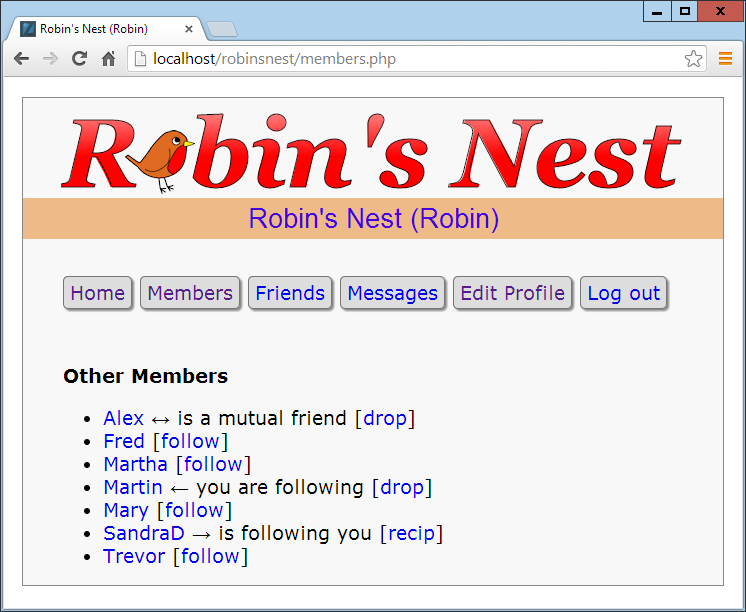 Robin's Nest (Robin)
localhost/robinsnest/members.php
Robin's Nest
Robin's Nest (Robin)
Home Members Friends Messages Edit Profile Log out
Other Members
• Alex ↔ is a mutual friend [drop]
• Fred [follow]
• Martha [follow]
• Martin ← you are following [drop]
• Mary [follow]
• SandraD → is following you [recip]
• Trevor [follow]